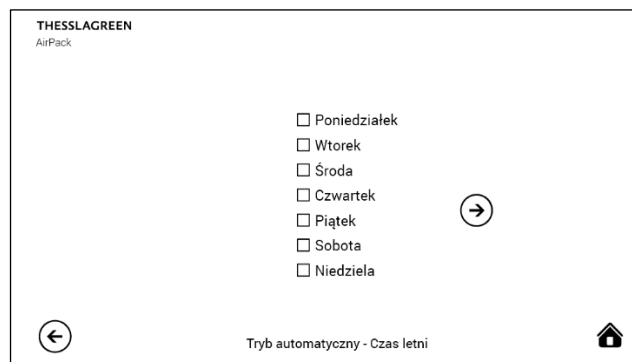 THESSLAGREEN
AirPack
Poniedziałek
Wtorek
Środa
Czwartek
Piątek
Sobota
Niedziela
Tryb automatyczny - Czas letni